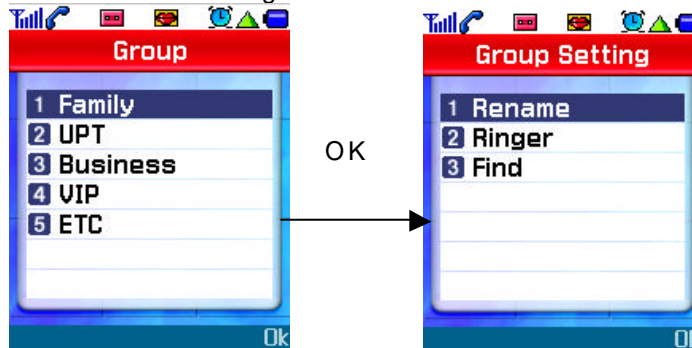 Group
1 Family
2 UPT
3 Business
4 VIP
5 ETC
Ok
OK
Group Setting
1 Rename
2 Ringer
3 Find